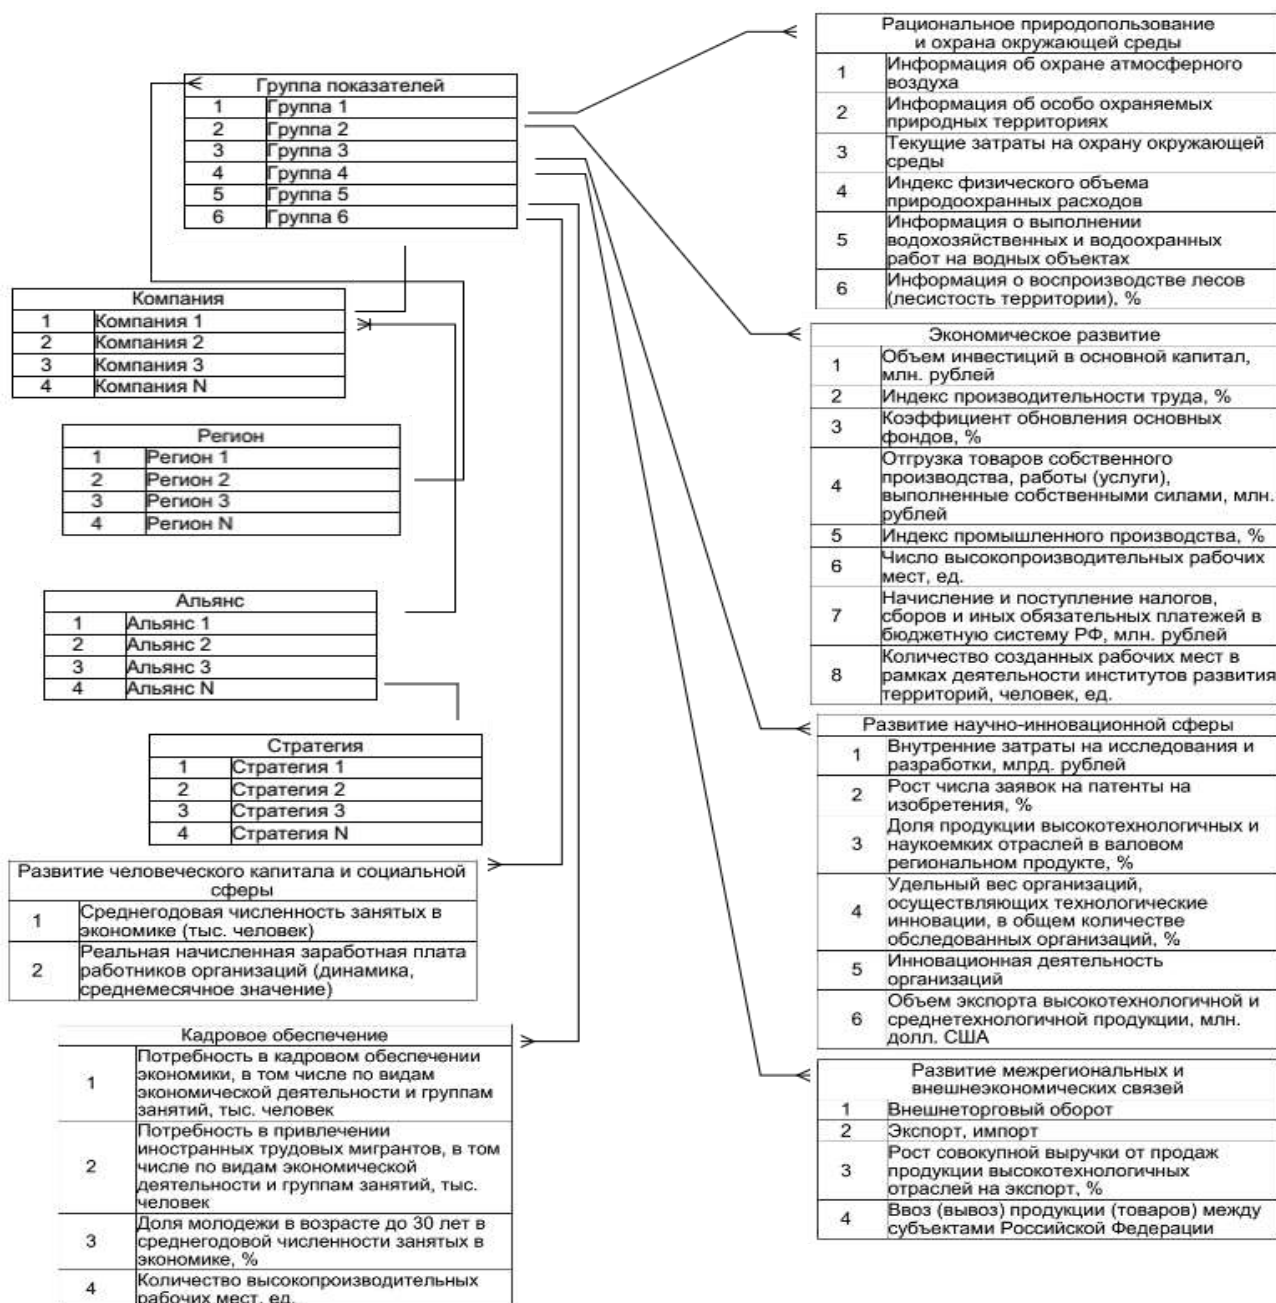 Группа показателей
1 Группа 1
2 Группа 2
3 Группа 3
4 Группа 4
5 Группа 5
6 Группа 6
Компания
1 Компания 1
2 Компания 2
3 Компания 3
4 Компания N
Регион
1 Регион 1
2 Регион 2
3 Регион 3
4 Регион N
Альянс
1 Альянс 1
2 Альянс 2
3 Альянс 3
4 Альянс N
Стратегия
1 Стратегия 1
2 Стратегия 2
3 Стратегия 3
4 Стратегия N
Развитие человеческого капитала и социальной
сферы
1 Среднегодовая численность занятых в
экономике (тыс. человек)
2 Реальная начисленная заработная плата
работников организаций (динамика,
среднемесячное значение)
Кадровое обеспечение
1 Потребность в кадровом обеспечении
экономики, в том числе по видам
экономической деятельности и группам
занятий, тыс. человек
2 Потребность в привлечении
иностранных трудовых мигрантов, в том
числе по видам экономической
деятельности и группам занятий, тыс.
человек
3 Доля молодежи в возрасте до 30 лет в
среднегодовой численности занятых в
экономике, %
4 Количество высокопроизводительных
рабочих мест, ед.
Рациональное природопользование
и охрана окружающей среды
1 Информация об охране атмосферного
воздуха
2 Информация об особо охраняемых
природных территориях
3 Текущие затраты на охрану окружающей
среды
4 Индекс физического объема
природоохранных расходов
5 Информация о выполнении
водохозяйственных и водоохранных
работ на водных объектах
6 Информация о воспроизводстве лесов
(лесистость территории), %
Экономическое развитие
1 Объем инвестиций в основной капитал,
млн. рублей
2 Индекс производительности труда, %
3 Коэффициент обновления основных
фондов, %
4 Отгрузка товаров собственного
производства, работы (услуги),
выполненные собственными силами, млн.
рублей
5 Индекс промышленного производства, %
6 Число высокопроизводительных рабочих
мест, ед.
7 Начисление и поступление налогов,
сборов и иных обязательных платежей в
бюджетную систему РФ, млн. рублей
8 Количество созданных рабочих мест в
рамках деятельности институтов развития
территорий, человек, ед.
Развитие научно-инновационной сферы
1 Внутренние затраты на исследования и
разработки, млрд. рублей
2 Рост числа заявок на патенты на
изобретения, %
3 Доля продукции высокотехнологичных и
наукоемких отраслей в валовом
региональном продукте, %
4 Удельный вес организаций,
осуществляющих технологические
инновации, в общем количестве
обследованных организаций, %
5 Инновационная деятельность
организаций
6 Объем экспорта высокотехнологичной и
среднетехнологичной продукции, млн.
долл. США
Развитие межрегиональных и
внешнеэкономических связей
1 Внешнеторговый оборот
2 Экспорт, импорт
3 Рост совокупной выручки от продаж
продукции высокотехнологичных
отраслей на экспорт, %
4 Ввоз (вывоз) продукции (товаров) между
субъектами Российской Федерации